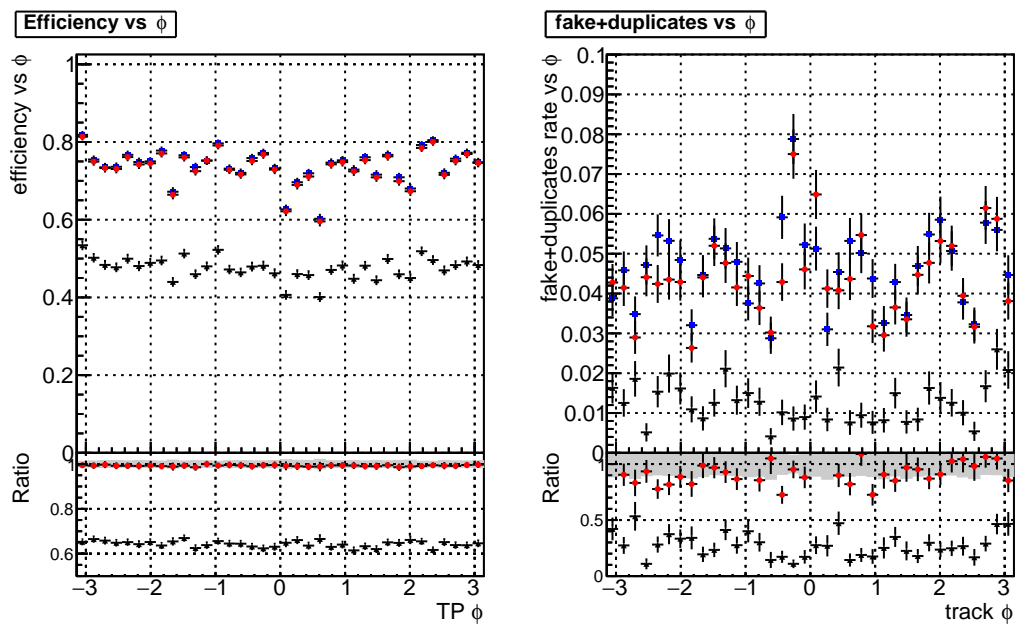 Efficiency vs ϕ
efficiency vs ϕ
1
0.8
0.6
0.4
0.2
0
Ratio
1
0.8
0.6
−3 −2 −1 0 1 2 3
TP ϕ
fake+duplicates vs ϕ
fake+duplicates rate vs ϕ
0.1
0.09
0.08
0.07
0.06
0.05
0.04
0.03
0.02
0.01
0
Ratio
1
0.5
0
−3 −2 −1 0 1 2 3
track ϕ